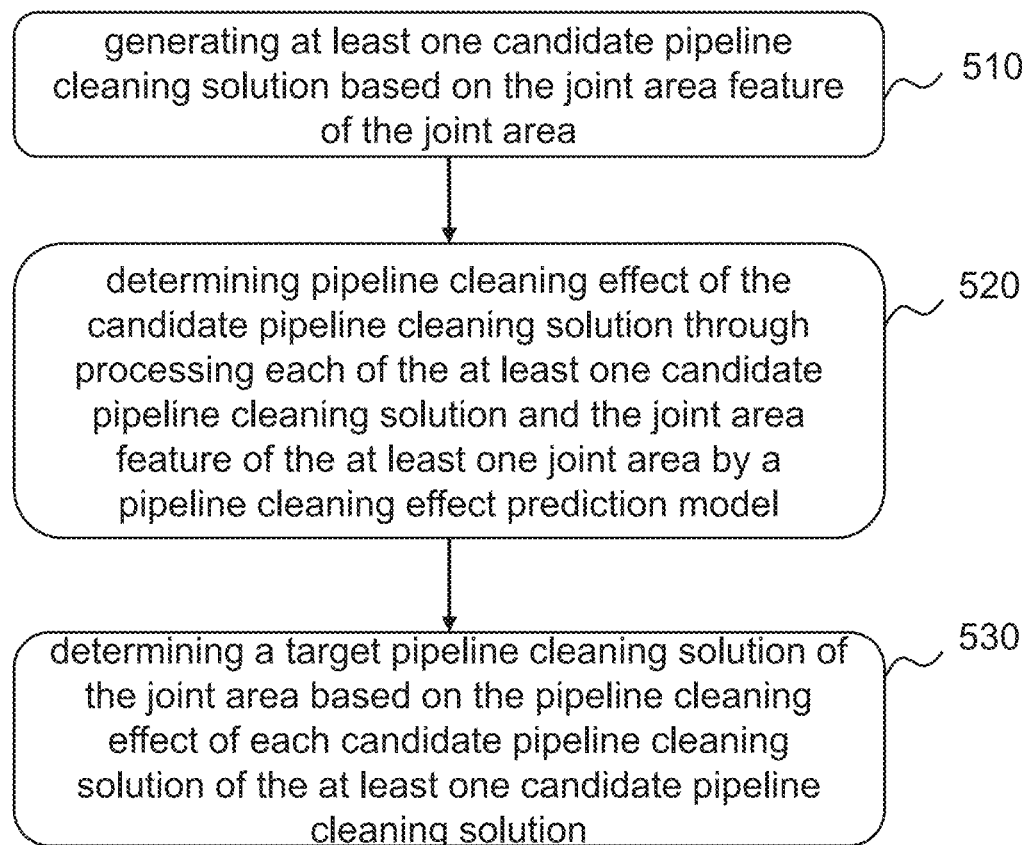 generating at least one candidate pipeline
cleaning solution based on the joint area feature
of the joint area
510
determining pipeline cleaning effect of the
candidate pipeline cleaning solution through
processing each of the at least one candidate
pipeline cleaning solution and the joint area
feature of the at least one joint area by a
pipeline cleaning effect prediction model
520
determining a target pipeline cleaning solution of
the joint area based on the pipeline cleaning
effect of each candidate pipeline cleaning
solution of the at least one candidate pipeline
cleaning solution
530